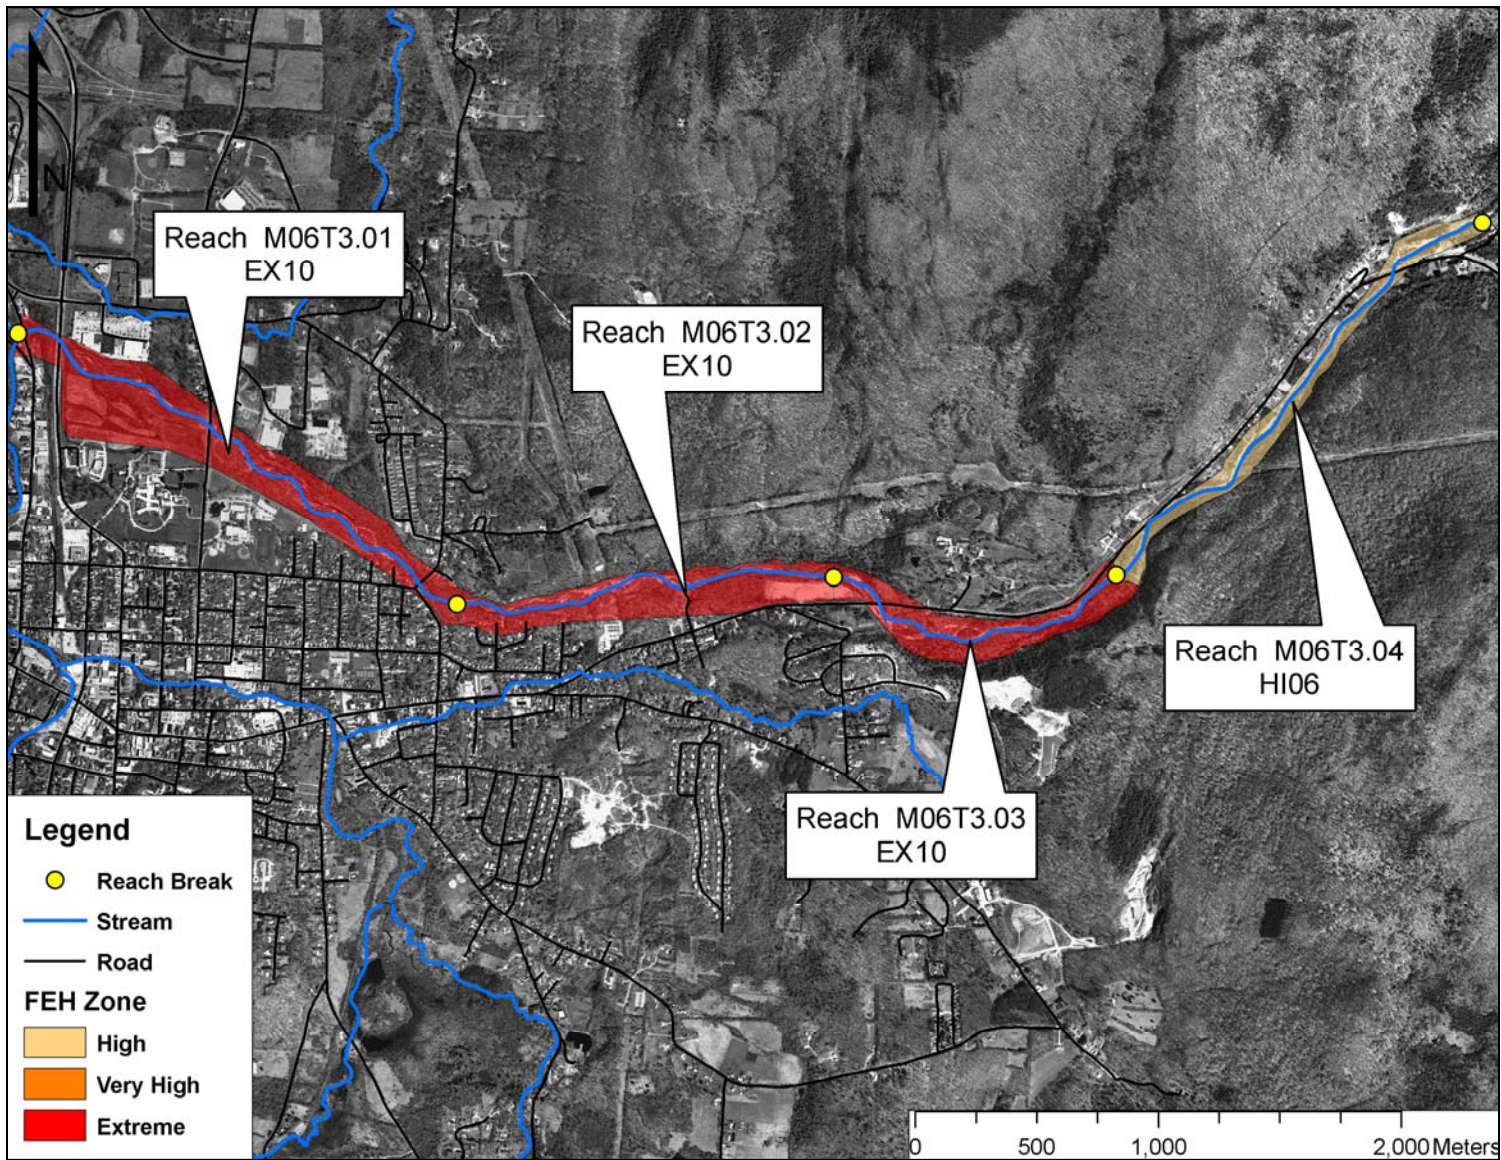 N
Reach M06T3.01
EX10
Reach M06T3.02
EX10
Reach M06T3.04
HI06
Reach M06T3.03
EX10
Legend
Reach Break
Stream
Road
FEH Zone
High
Very High
Extreme
0 500 1,000 2,000 Meters